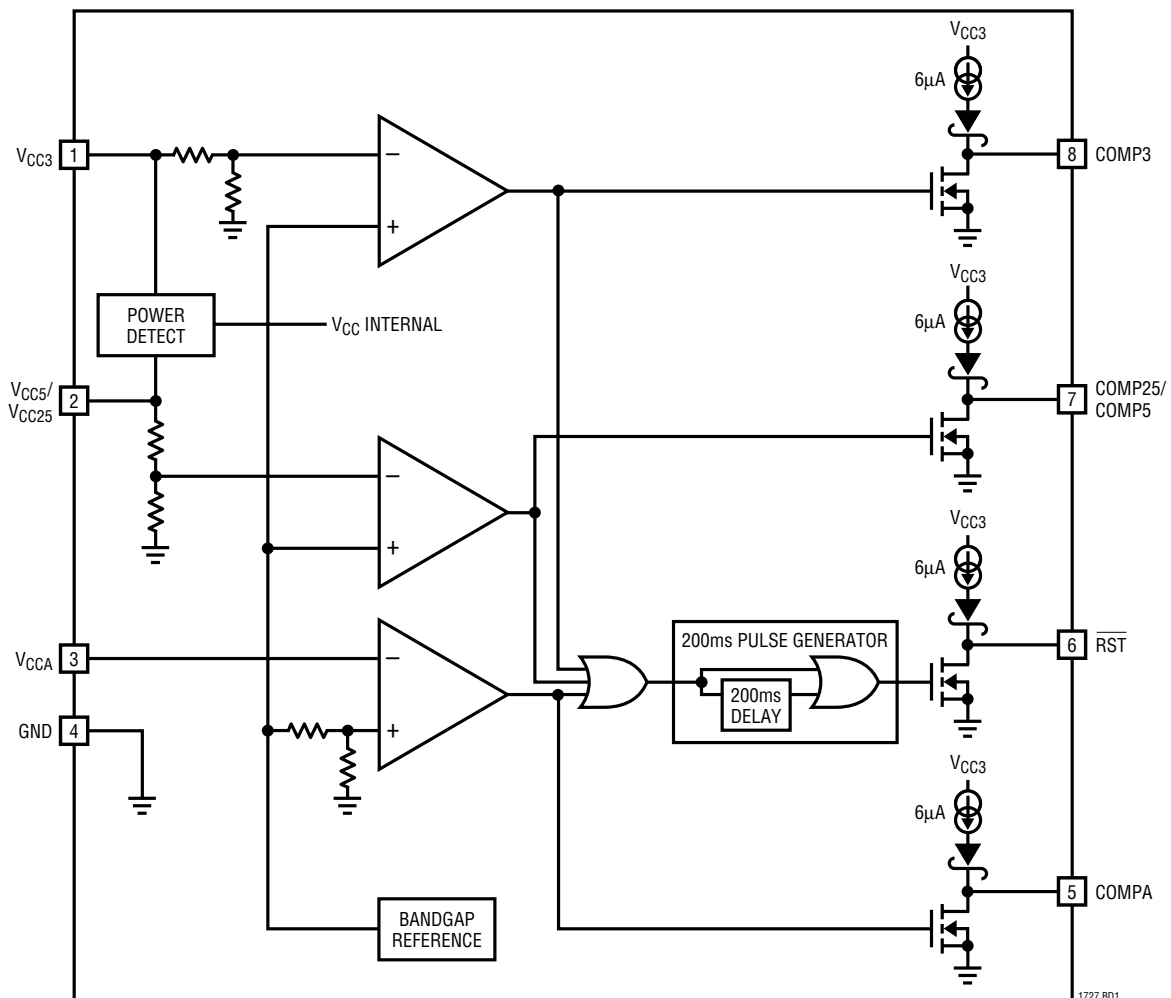 VCC3
6µA
VCC3
1
−
8
COMP3
+
VCC3
POWER
DETECT
VCC INTERNAL
6µA
VCC5/
VCC25
2
7
COMP25/
COMP5
−
+
VCC3
6µA
VCCA
3
−
200ms PULSE GENERATOR
6
RST
200ms
DELAY
GND
4
+
VCC3
6µA
5
COMPA
BANDGAP
REFERENCE
1727 BD1